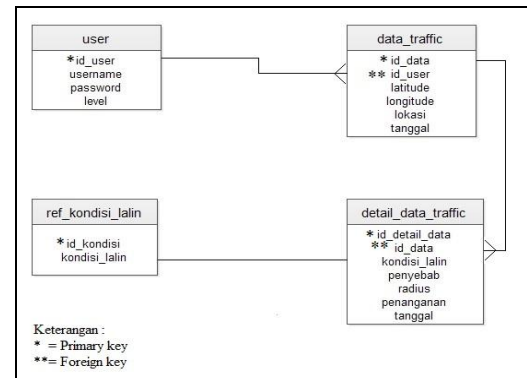 user
*id_user
username
password
level
data_traffic
* id_data
** id_user
latitude
longitude
lokasi
tanggal
ref_kondisi_lalin
*id_kondisi
kondisi_lalin
detail_data_traffic
* id_detail_data
** id_data
kondisi_lalin
penyebab
radius
penanganan
tanggal
Keterangan :
* = Primary key
**= Foreign key